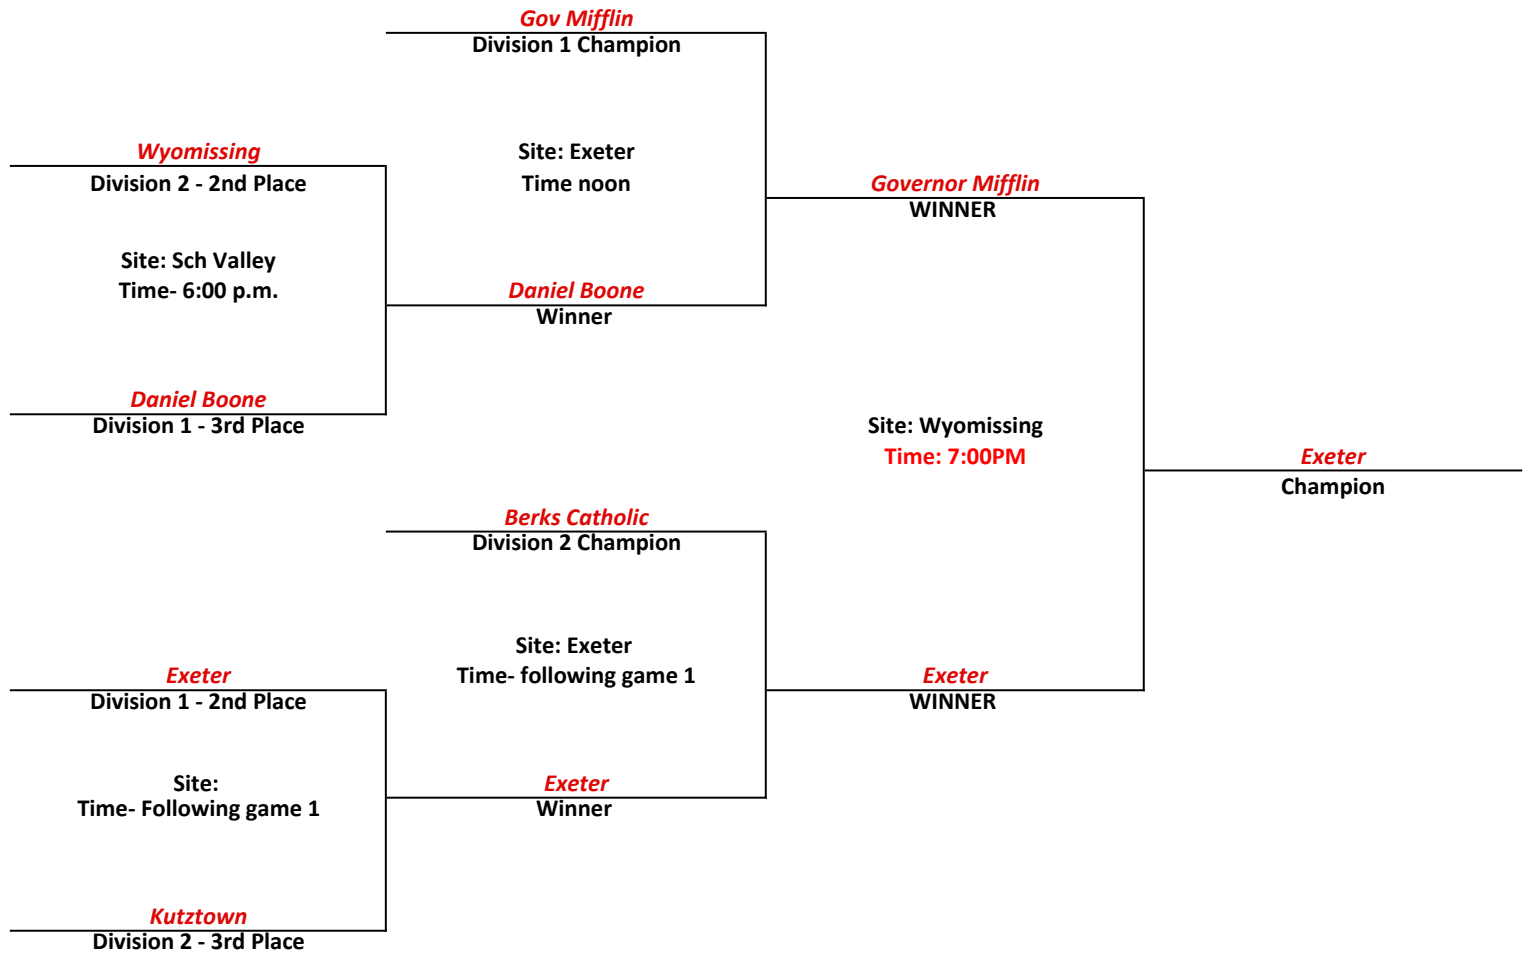 Gov Mifflin
Division 1 Champion
Wyomissing
Division 2 - 2nd Place
Site: Exeter
Time noon
Governor Mifflin
WINNER
Site: Sch Valley
Time- 6:00 p.m.
Daniel Boone
Winner
Daniel Boone
Division 1 - 3rd Place
Site: Wyomissing
Time: 7:00PM
Exeter
Champion
Berks Catholic
Division 2 Champion
Site: Exeter
Time- following game 1
Exeter
Division 1 - 2nd Place
Exeter
WINNER
Site:
Time- Following game 1
Exeter
Winner
Kutztown
Division 2 - 3rd Place